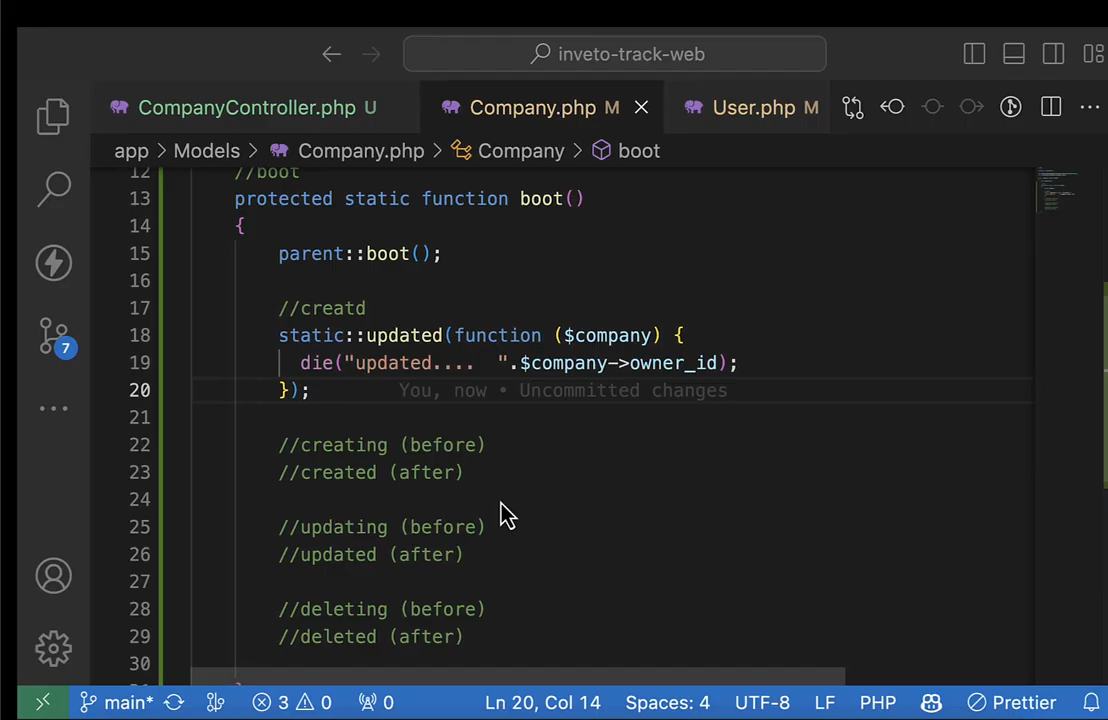 inveto-track-web
CompanyController.php U
Company.php M
User.php M
app > Models > Company.php > Company > boot
12 //boot
13 protected static function boot()
14 {
15 parent::boot();
16
17 //creatd
18 static::updated(function ($company) {
19 die("updated....  ".$company->owner_id);
20 }); You, now • Uncommitted changes
21
22 //creating (before)
23 //created (after)
24
25 //updating (before)
26 //updated (after)
27
28 //deleting (before)
29 //deleted (after)
30
7
main* 3 0 0 Ln 20, Col 14 Spaces: 4 UTF-8 LF PHP Prettier